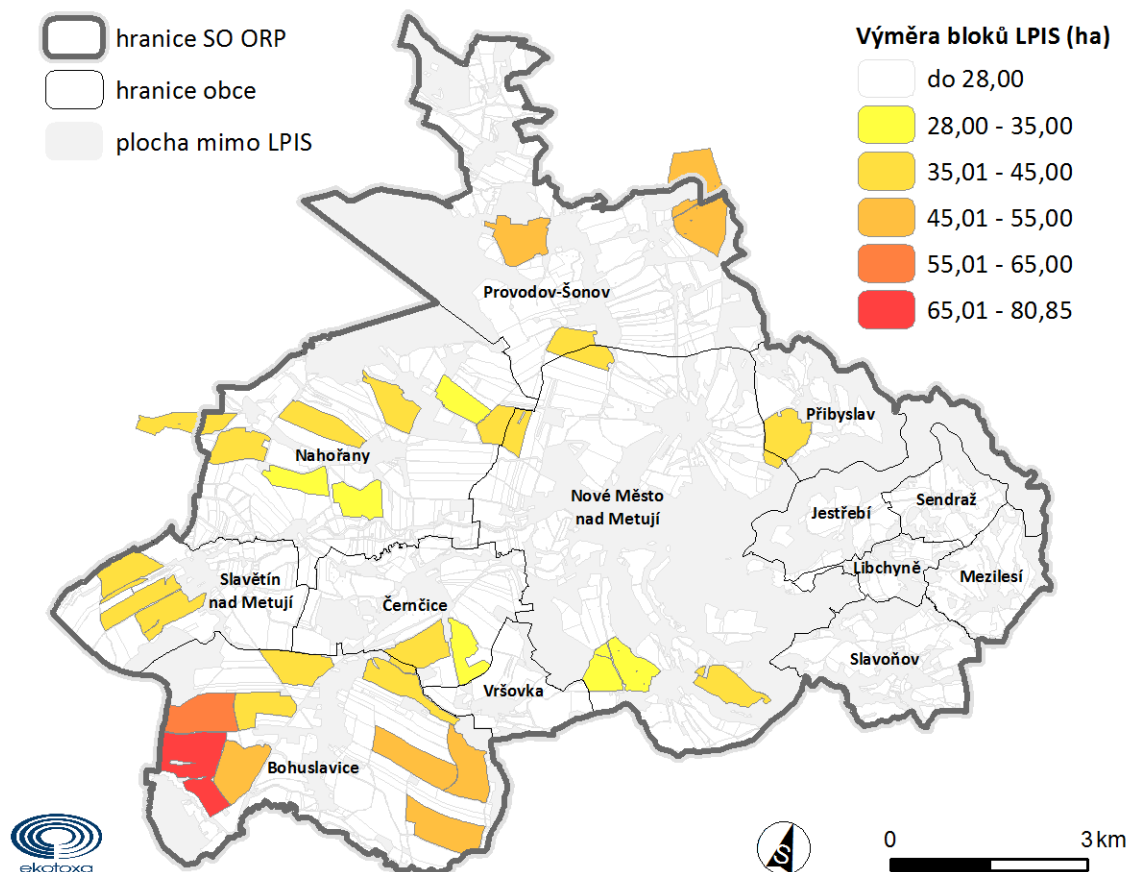 hranice SO ORP
hranice obce
plocha mimo LPIS
Výměra bloků LPIS (ha)
do 28,00
28,00 - 35,00
35,01 - 45,00
45,01 - 55,00
55,01 - 65,00
65,01 - 80,85
Provodov-Šonov
Přibyslav
Nahořany
Nové Město
nad Metují
Jestřebí
Sendraž
Libchyně
Mezilesí
Slavětín
nad Metují
Černčice
Slavoňov
Vršovka
Bohuslavice
ekotoxa
S
0 3 km